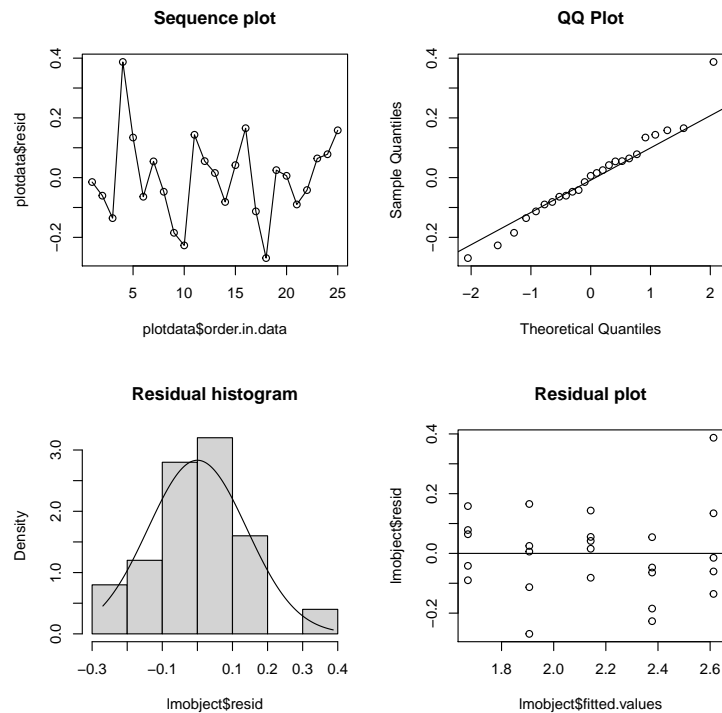 Sequence plot
plotdata$resid
−0.2 0.0 0.2 0.4
5 10 15 20 25
plotdata$order.in.data
QQ Plot
Sample Quantiles
−0.2 0.0 0.2 0.4
−2 −1 0 1 2
Theoretical Quantiles
Residual histogram
Density
0.0 1.0 2.0 3.0
−0.3 −0.1 0.1 0.2 0.3 0.4
lmobject$resid
Residual plot
lmobject$resid
−0.2 0.0 0.2 0.4
1.8 2.0 2.2 2.4 2.6
lmobject$fitted.values